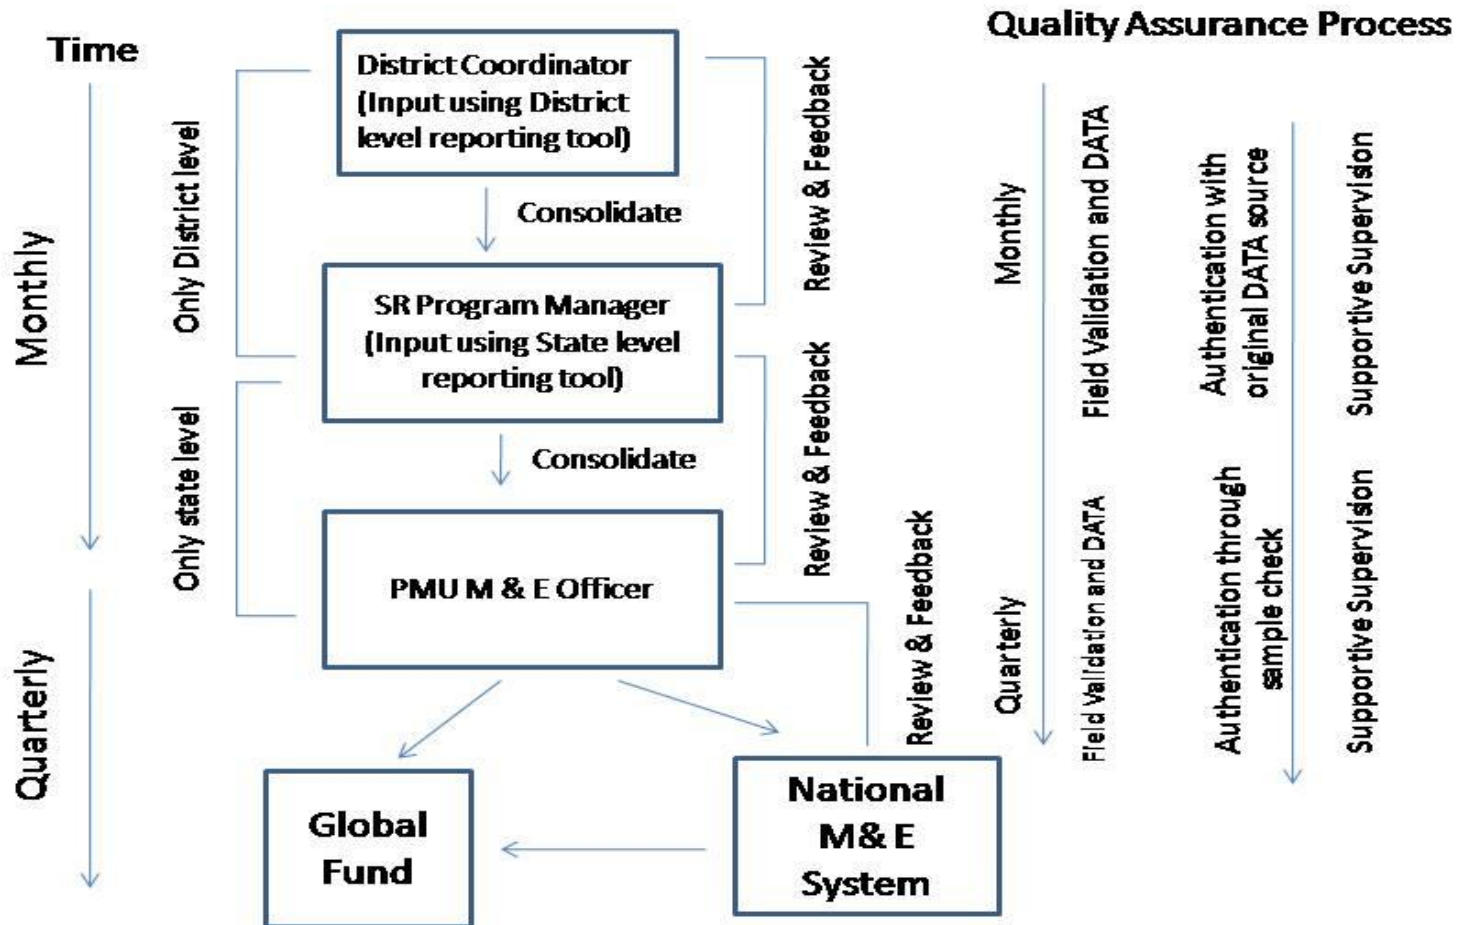 Time
Quality Assurance Process
Monthly
Quarterly
Only District level
Only state level
District Coordinator
(Input using District
level reporting tool)
Consolidate
SR Program Manager
(Input using State level
reporting tool)
Consolidate
PMU M & E Officer
Global
Fund
National
M& E
System
Review & Feedback
Review & Feedback
Review & Feedback
Monthly
Quarterly
Field Validation and DATA
Field Validation and DATA
Authentication with
original DATA source
Authentication through
sample check
Supportive Supervision
Supportive Supervision